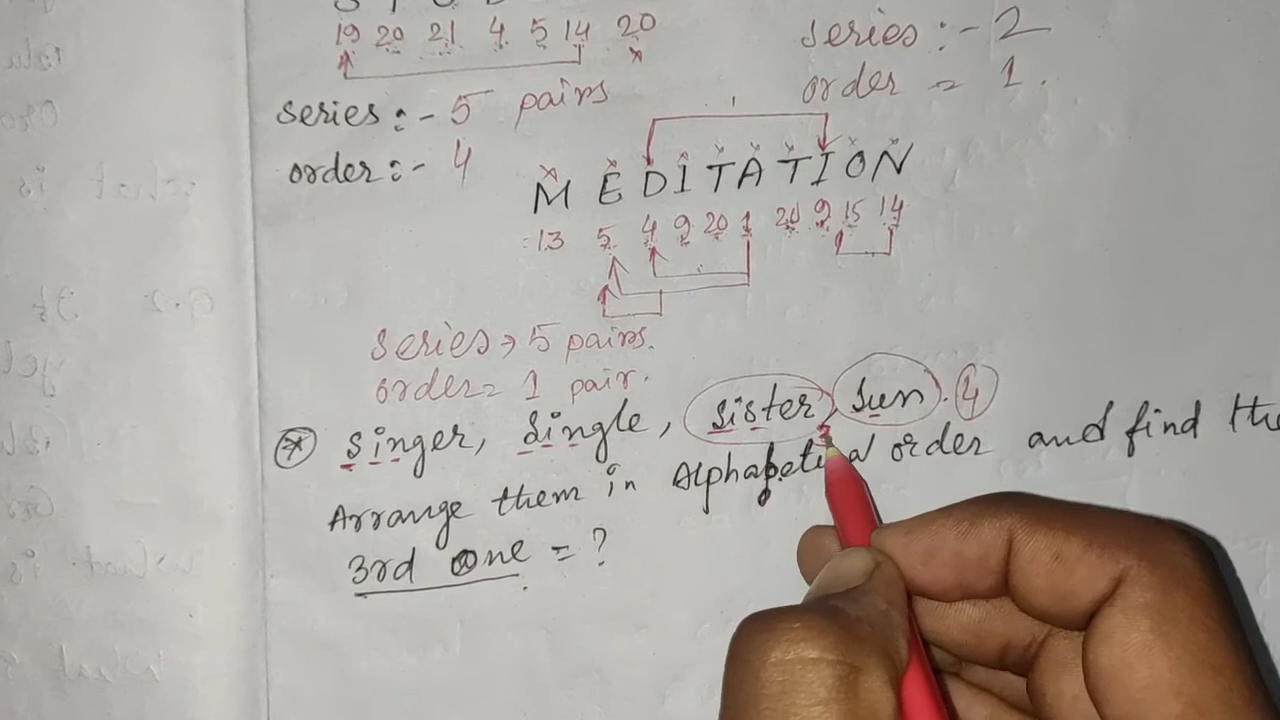 19 20 21 4 5 14 20
series:- 2
order = 1.
series:- 5 pairs
order:- 4
MEDITATION
13 5 4 9 20 1 20 9 15 14
series → 5 pairs.
order = 1 pair.
* singer, single, sister, sun. 4
Arrange them in Alphabetical order and find the
3rd one = ?